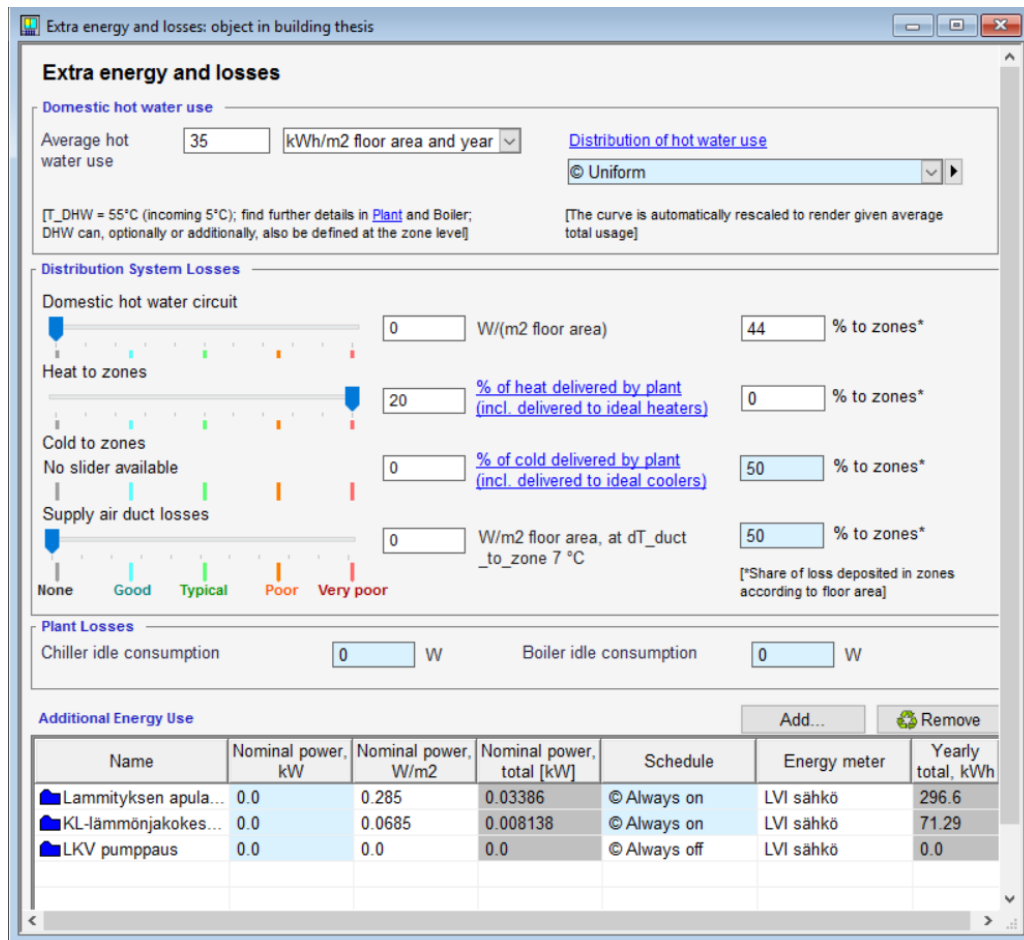 Extra energy and losses: object in building thesis
Extra energy and losses
Domestic hot water use
Average hot water use
35
kWh/m2 floor area and year
Distribution of hot water use
© Uniform
[T_DHW = 55°C (incoming 5°C); find further details in Plant and Boiler;
DHW can, optionally or additionally, also be defined at the zone level]
[The curve is automatically rescaled to render given average
total usage]
Distribution System Losses
Domestic hot water circuit
0
W/(m2 floor area)
44
% to zones*
Heat to zones
20
% of heat delivered by plant
(incl. delivered to ideal heaters)
0
% to zones*
Cold to zones
No slider available
0
% of cold delivered by plant
(incl. delivered to ideal coolers)
50
% to zones*
Supply air duct losses
0
W/m2 floor area, at dT_duct
_to_zone 7 °C
50
% to zones*
None Good Typical Poor Very poor
[*Share of loss deposited in zones
according to floor area]
Plant Losses
Chiller idle consumption 0 W Boiler idle consumption 0 W
Additional Energy Use
Add... Remove
Name Nominal power, kW Nominal power, W/m2 Nominal power, total [kW] Schedule Energy meter Yearly total, kWh
Lammityksen apula... 0.0 0.285 0.03386 © Always on LVI sähkö 296.6
KL-lämmönjakokes... 0.0 0.0685 0.008138 © Always on LVI sähkö 71.29
LKV pumppaus 0.0 0.0 0.0 © Always off LVI sähkö 0.0